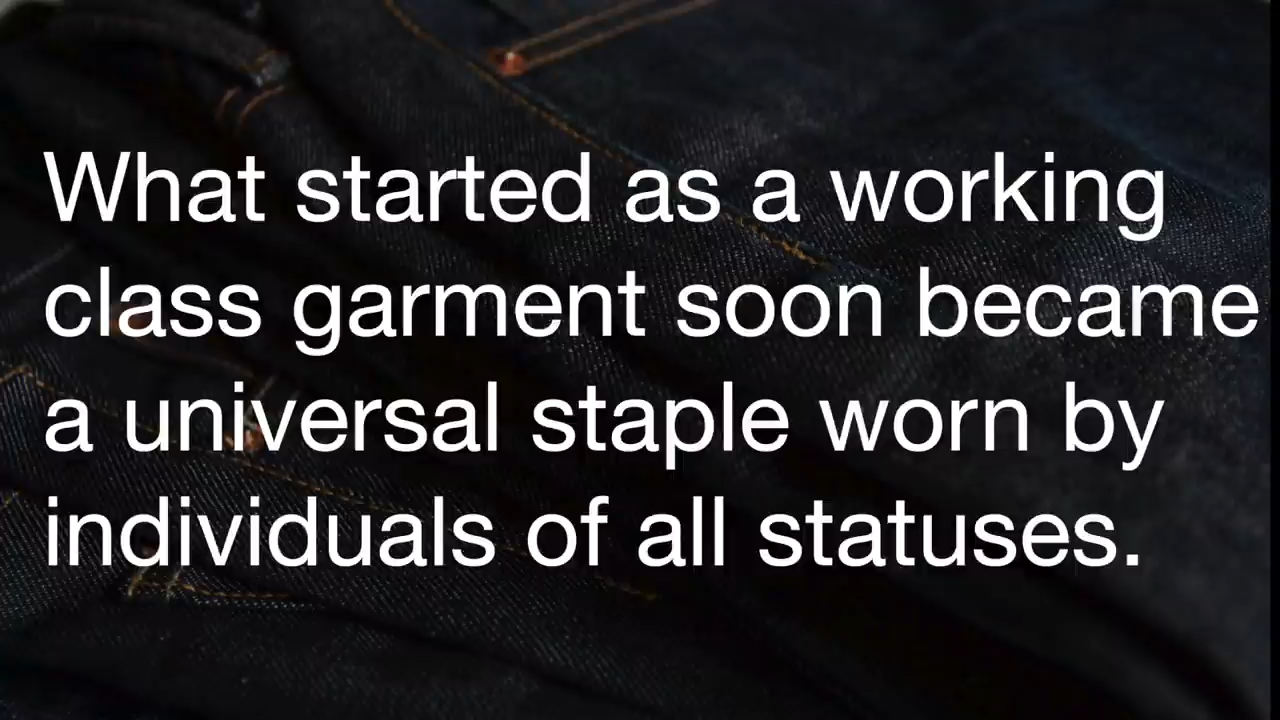 What started as a working
class garment soon became
a universal staple worn by
individuals of all statuses.